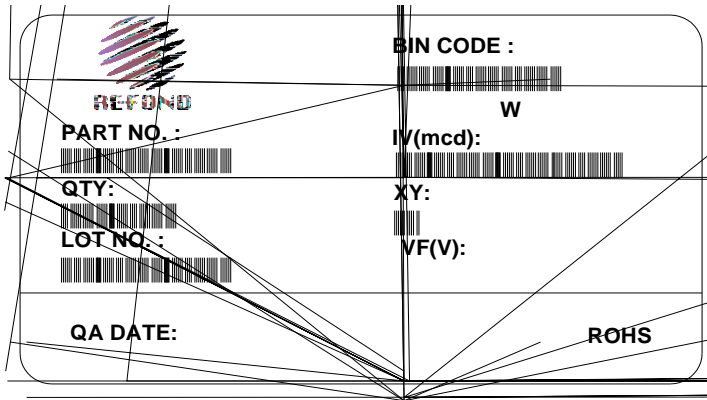 REFOND
BIN CODE :
W
PART NO. :
IV(mcd):
QTY:
XY:
LOT NO. :
VF(V):
QA DATE:
ROHS